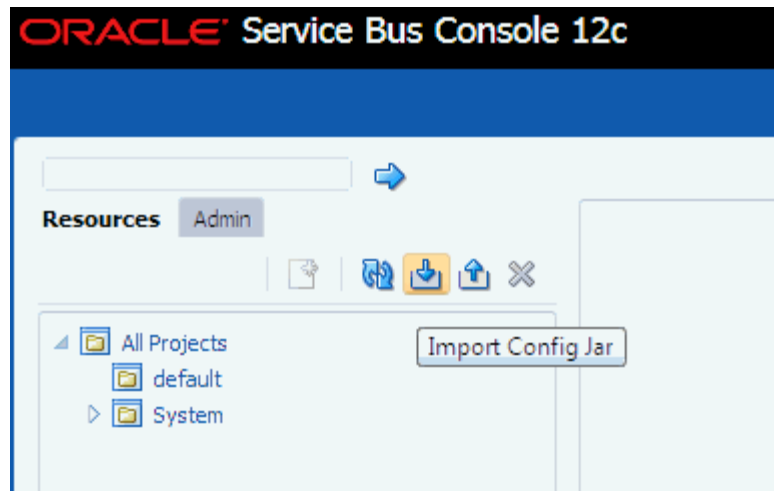 ORACLE Service Bus Console 12c
Resources Admin
All Projects
Import Config Jar
default
System